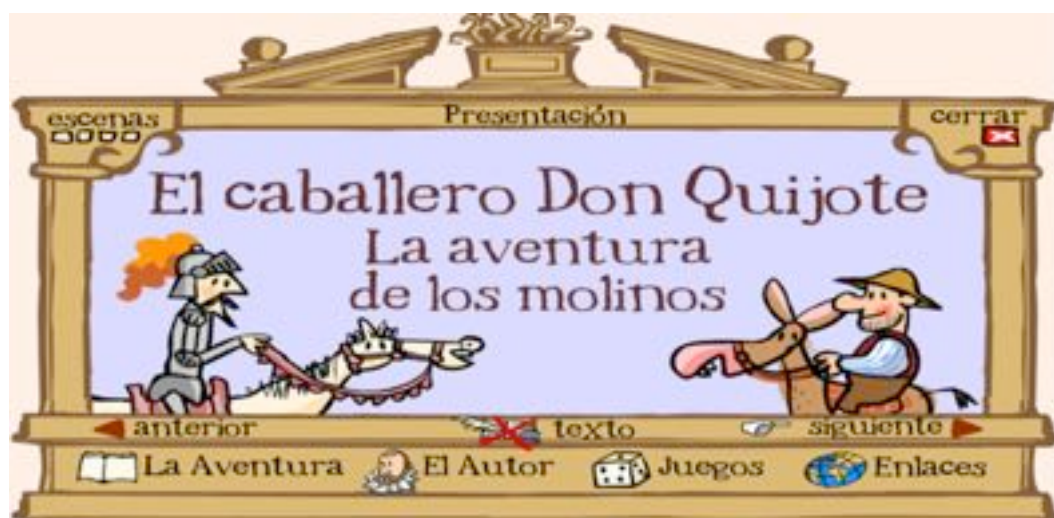 escenas
Presentación
cerrar
El caballero Don Quijote
La aventura
de los molinos
anterior
texto
siguiente
La Aventura
El Autor
Juegos
Enlaces